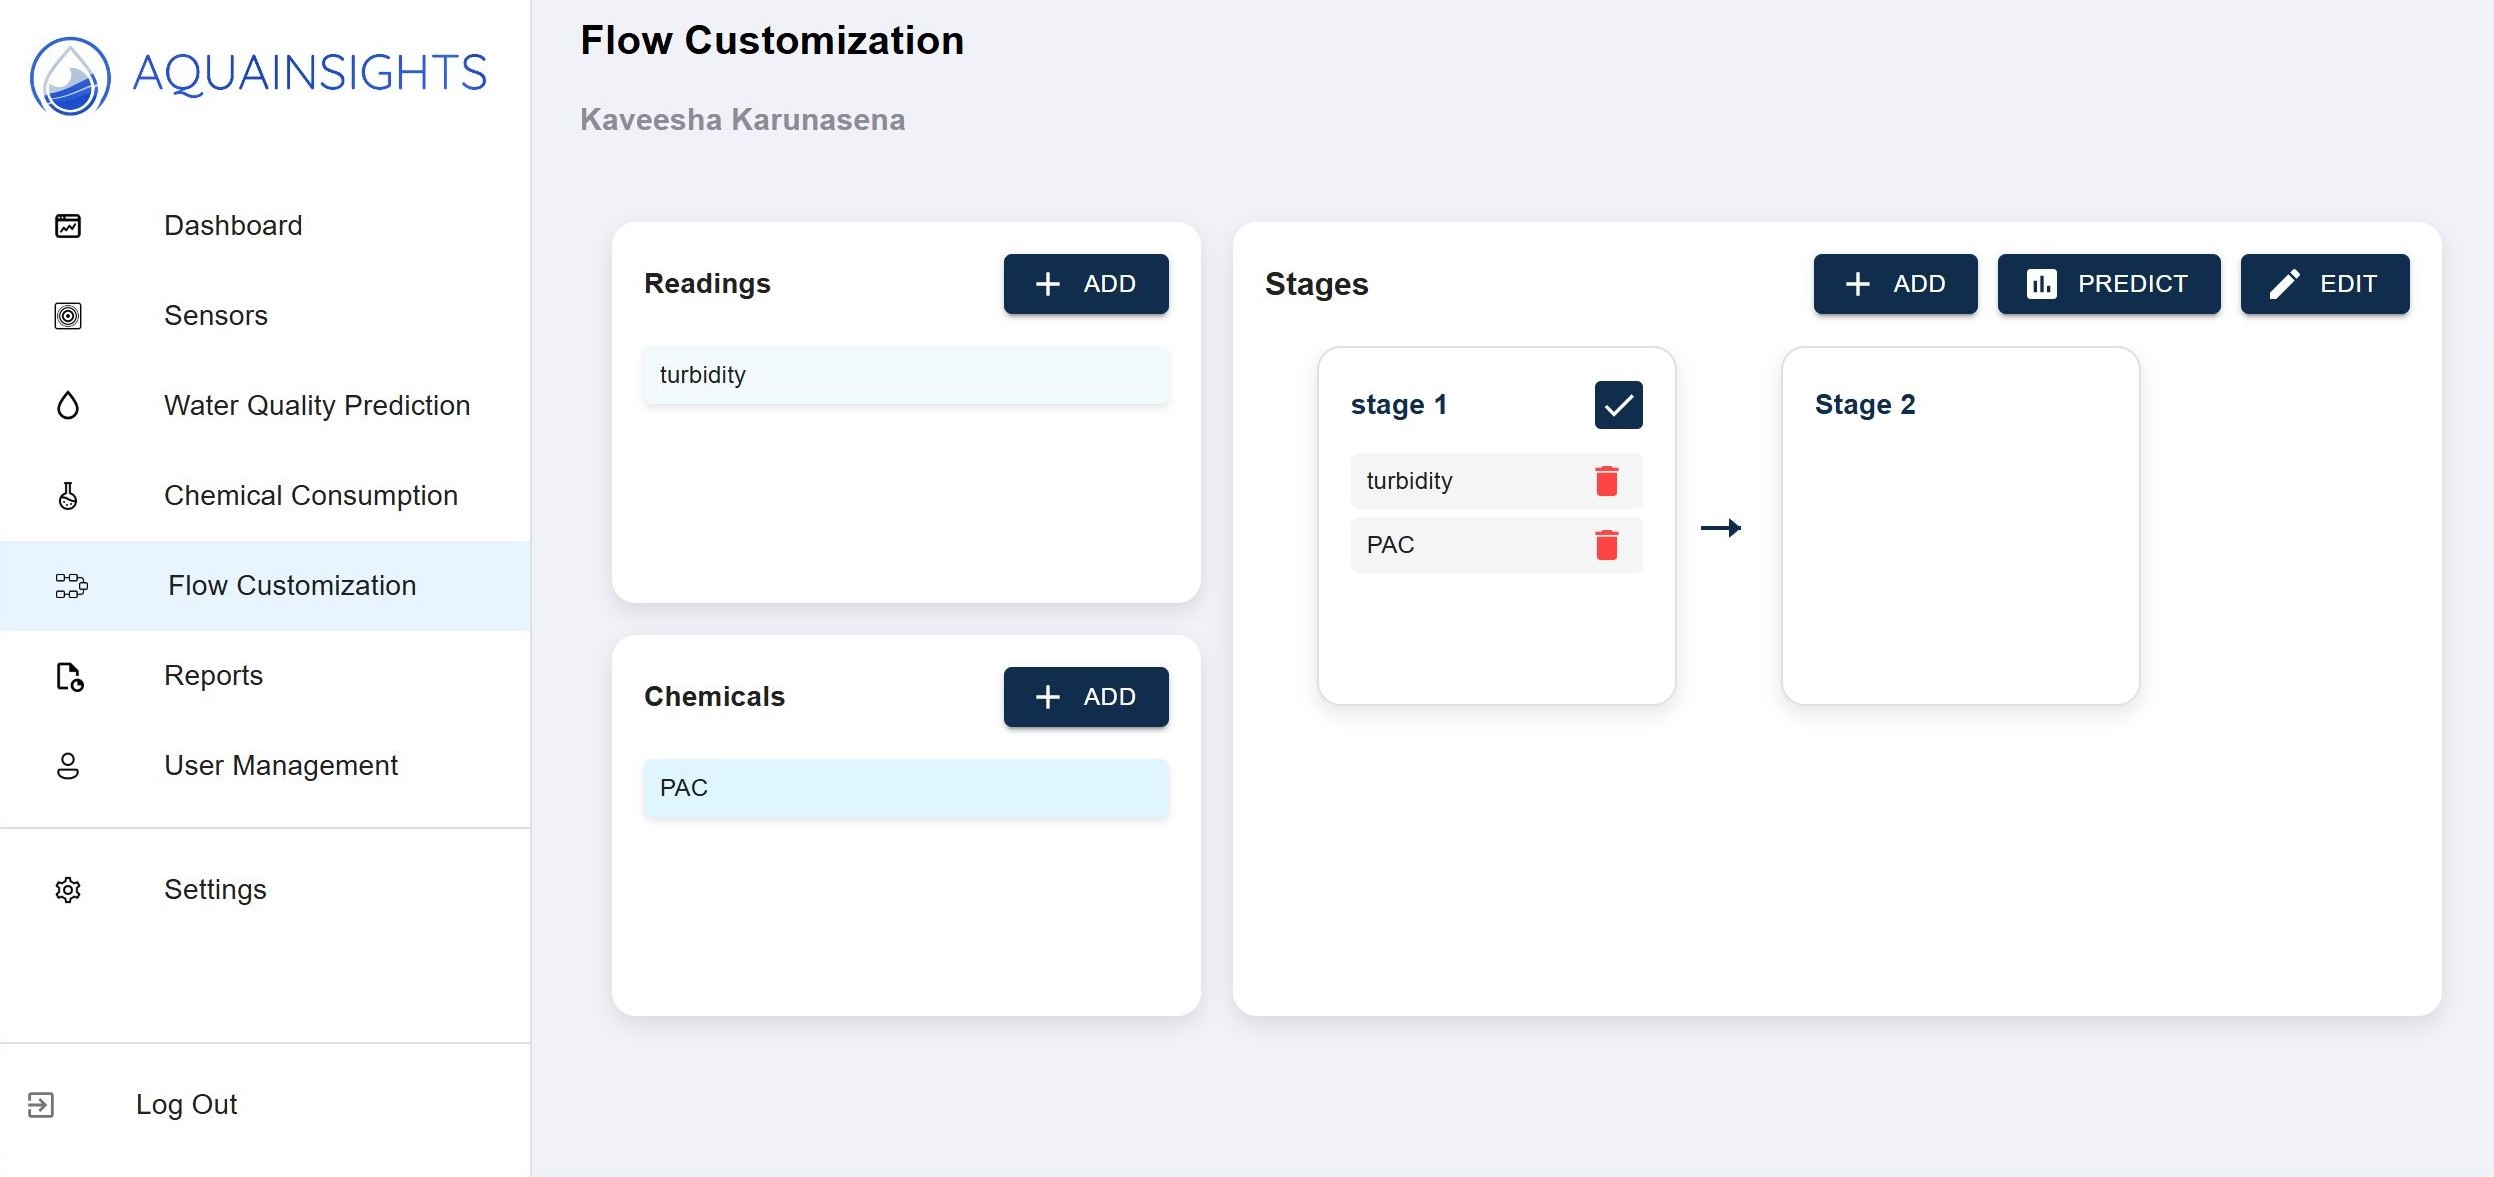 AQUAINSIGHTS
Dashboard
Sensors
Water Quality Prediction
Chemical Consumption
Flow Customization
Reports
User Management
Settings
Log Out
Flow Customization
Kaveesha Karunasena
Readings
ADD
turbidity
Chemicals
ADD
PAC
Stages
ADD
PREDICT
EDIT
stage 1
turbidity
PAC
Stage 2